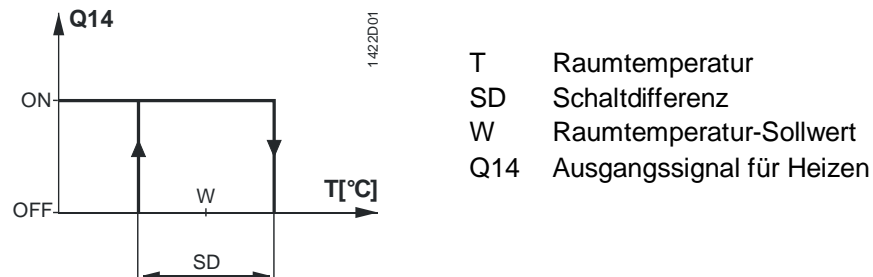 Q14
1422D01
ON
OFF
W
T[°C]
SD
T Raumtemperatur
SD Schaltdifferenz
W Raumtemperatur-Sollwert
Q14 Ausgangssignal für Heizen